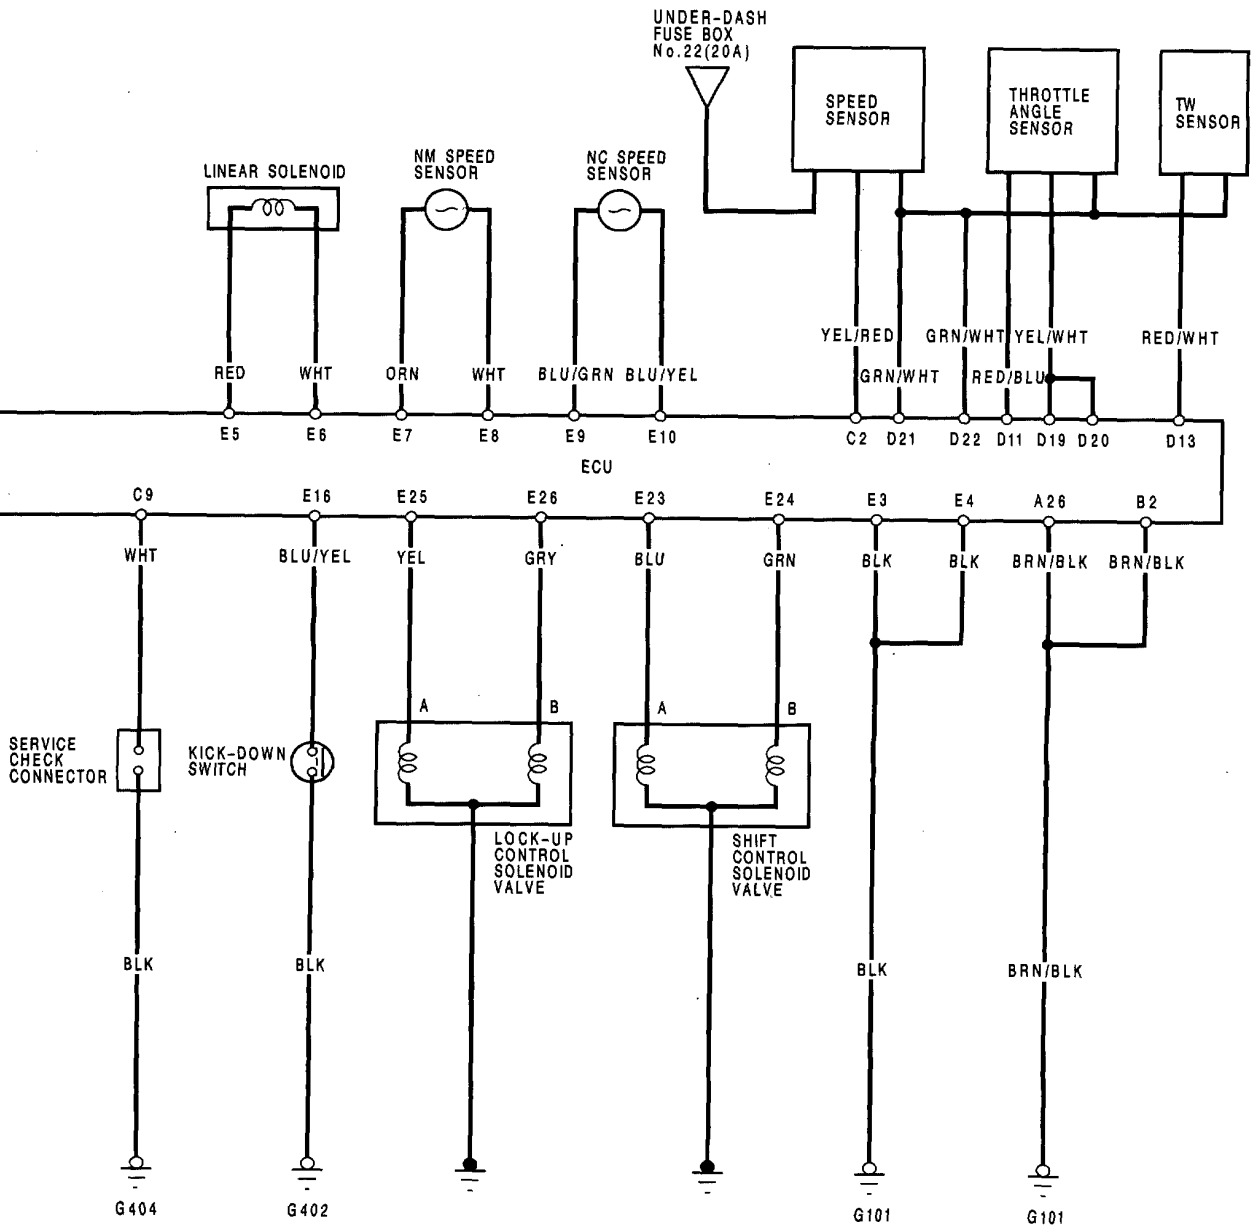 UNDER-DASH
FUSE BOX
No.22(20A)
SPEED
SENSOR
THROTTLE
ANGLE
SENSOR
TW
SENSOR
LINEAR SOLENOID
NM SPEED
SENSOR
NC SPEED
SENSOR
YEL/RED
GRN/WHT
YEL/WHT
RED/WHT
RED
WHT
ORN
WHT
BLU/GRN
BLU/YEL
GRN/WHT
RED/BLU
E5
E6
E7
E8
E9
E10
C2
D21
D22
D11
D19
D20
D13
ECU
C9
E16
E25
E26
E23
E24
E3
E4
A26
B2
WHT
BLU/YEL
YEL
GRY
BLU
GRN
BLK
BLK
BRN/BLK
BRN/BLK
A
B
A
B
SERVICE
CHECK
CONNECTOR
KICK-DOWN
SWITCH
LOCK-UP
CONTROL
SOLENOID
VALVE
SHIFT
CONTROL
SOLENOID
VALVE
BLK
BLK
BLK
BRN/BLK
G404
G402
G101
G101